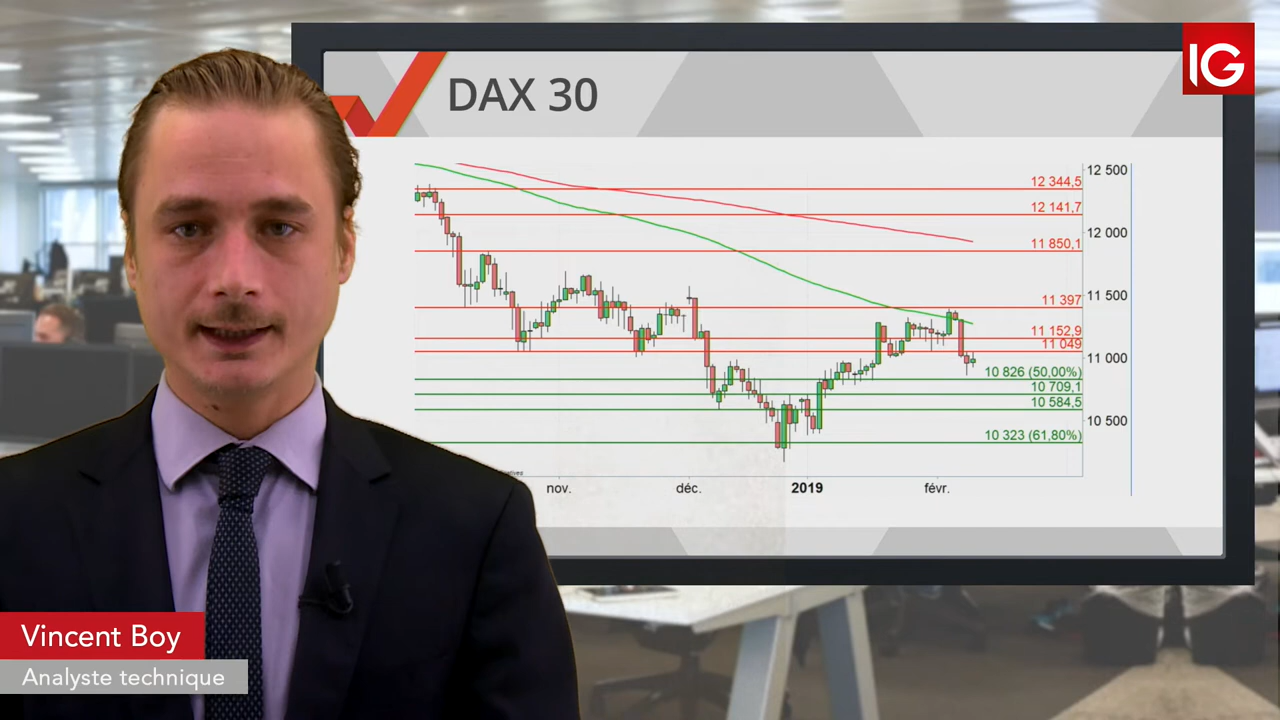 IG
DAX 30
12 500
12 344,5
12 141,7
12 000
11 850,1
11 500
11 397
11 152,9
11 049
11 000
10 826 (50,00%)
10 709,1
10 584,5
10 500
10 323 (61,80%)
nov.
déc.
2019
févr.
Vincent Boy
Analyste technique